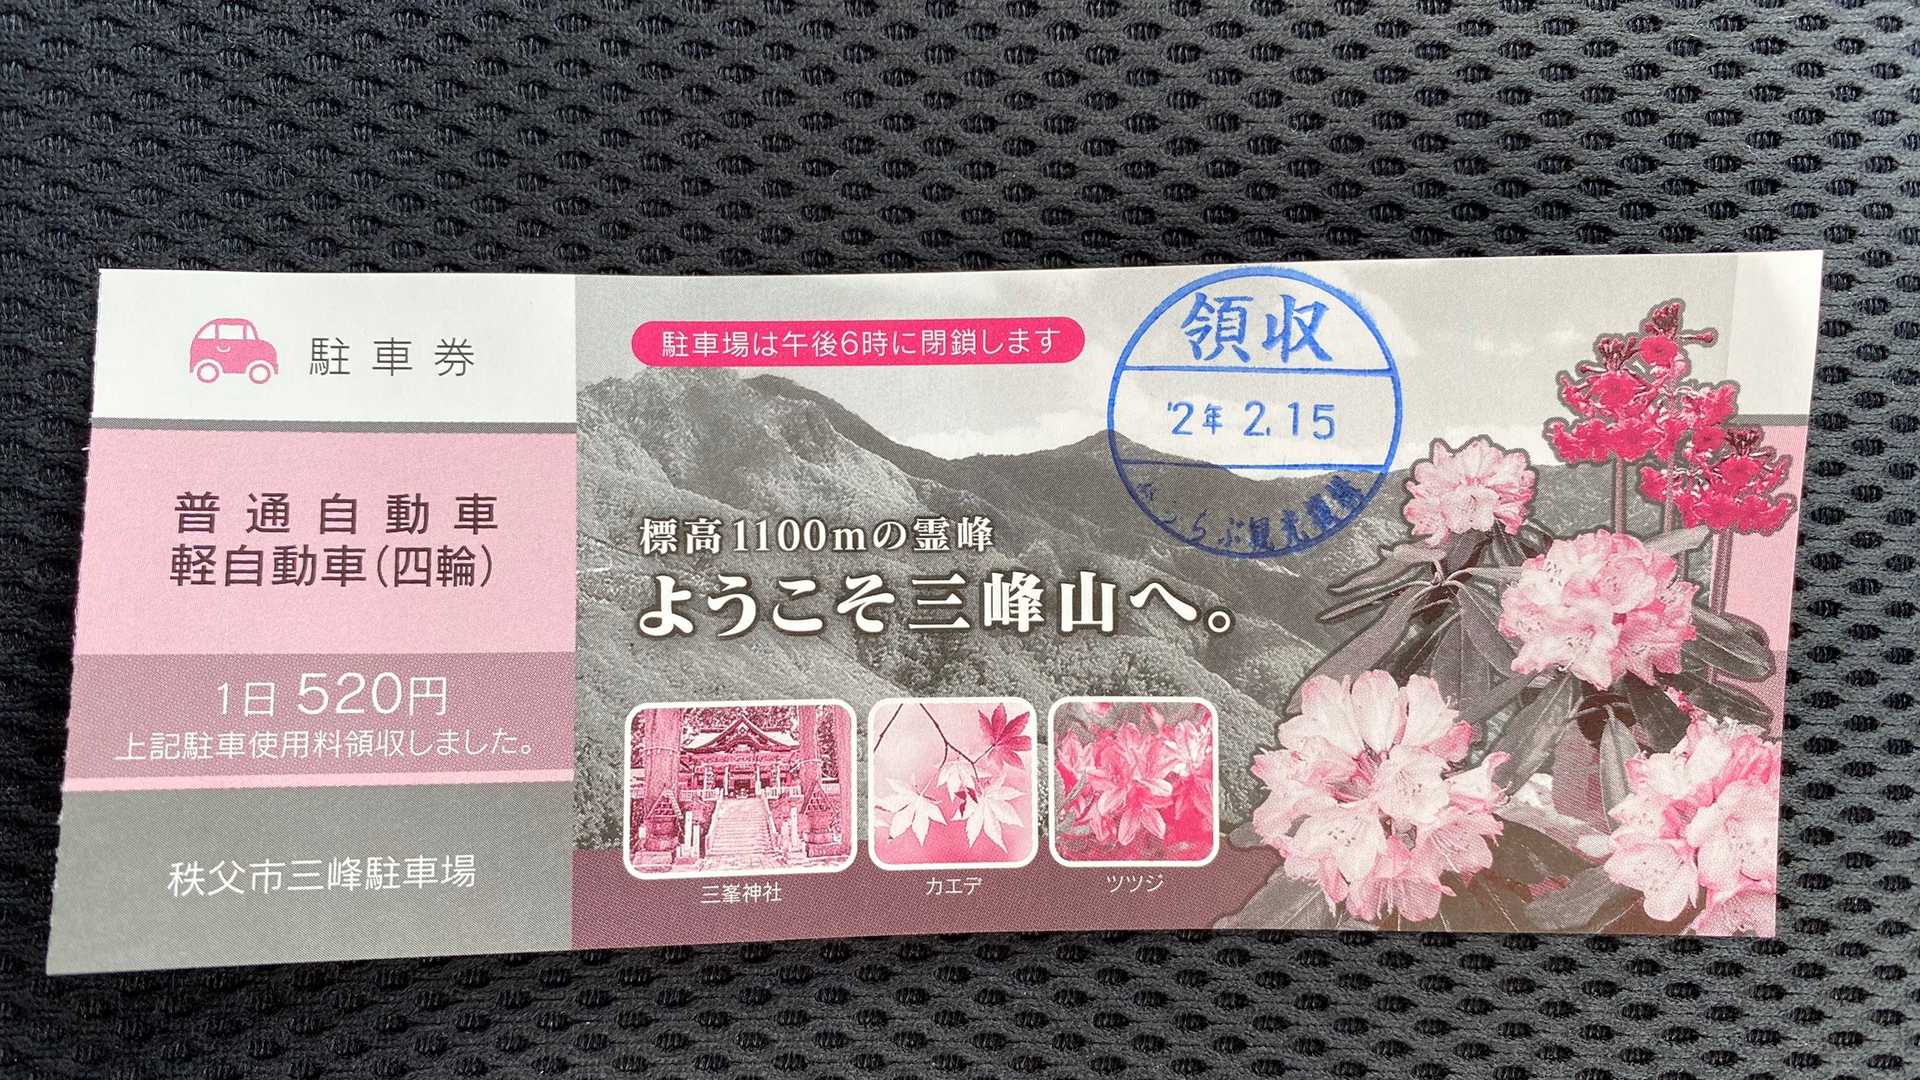 駐車券
普通自動車
軽自動車(四輪)
1日 520円
上記駐車使用料領収しました。
秩父市三峰駐車場
駐車場は午後6時に閉鎖します
領収
'2年 2.15
ぶ観光
標高1100mの霊峰
ようこそ三峰山へ。
三峯神社
カエデ
ツツジ